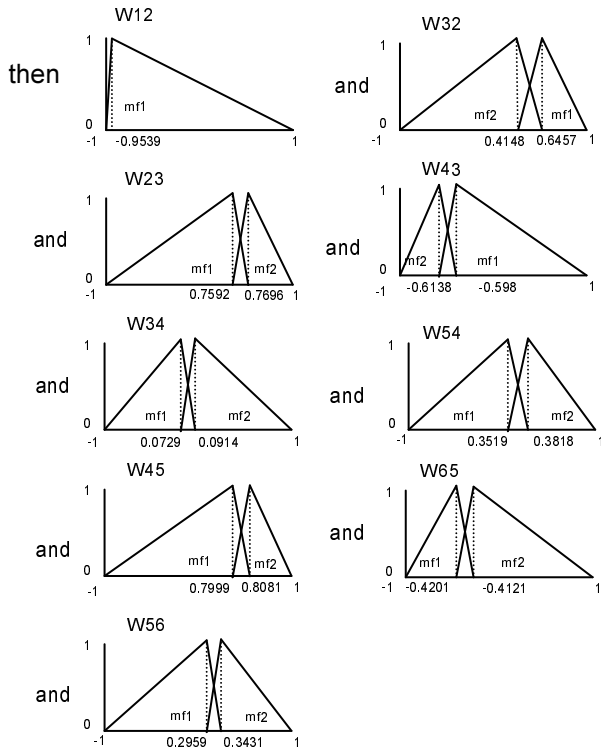 W12
1
then
mf1
0
-1 -0.9539 1
W32
1
and
mf2 mf1
0
-1 0.4148 0.6457 1
W23
1
and
mf1 mf2
0
-1 0.7592 0.7696 1
W43
1
and
mf2 mf1
0
-1 -0.6138 -0.598 1
W34
1
and
mf1 mf2
0
-1 0.0729 0.0914 1
W54
1
and
mf1 mf2
0
-1 0.3519 0.3818 1
W45
1
and
mf1 mf2
0
-1 0.7999 0.8081 1
W65
1
and
mf1 mf2
0
-1 -0.4201 -0.4121 1
W56
1
and
mf1 mf2
0
-1 0.2959 0.3431 1